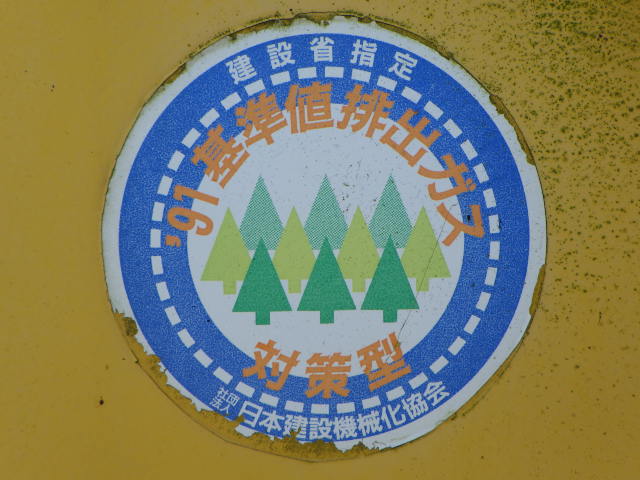 建設省指定
'91基準値排出ガス
対策型
社団法人 日本建設機械化協会